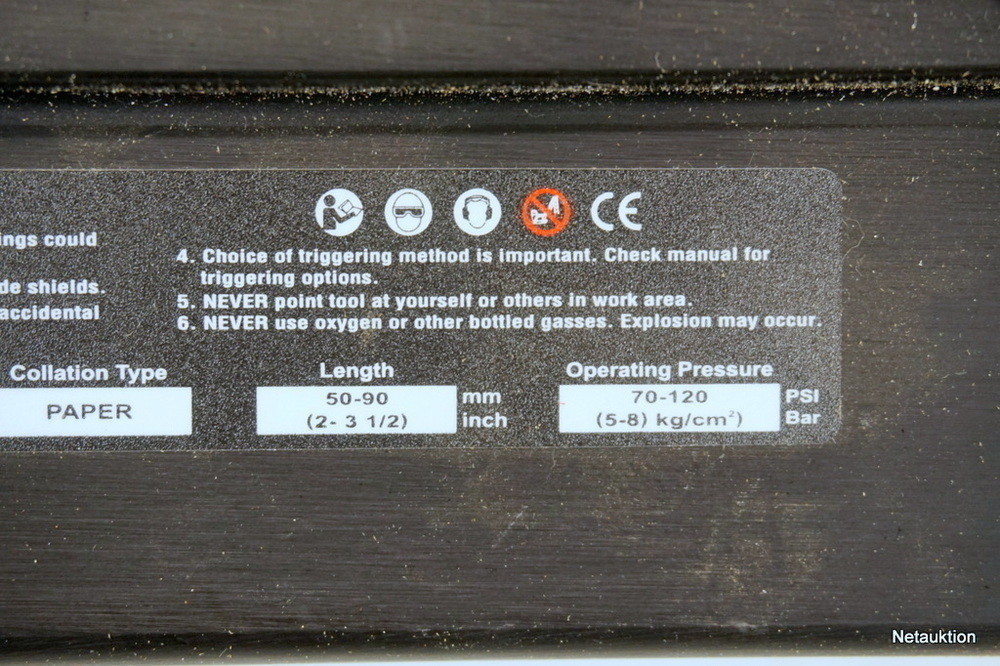 CE
ings could
de shields.
accidental
4. Choice of triggering method is important. Check manual for
triggering options.
5. NEVER point tool at yourself or others in work area.
6. NEVER use oxygen or other bottled gasses. Explosion may occur.
Collation Type Length Operating Pressure
PAPER 50-90 mm 70-120 PSI
(2- 3 1/2) inch (5-8) kg/cm²) Bar
Netauktion